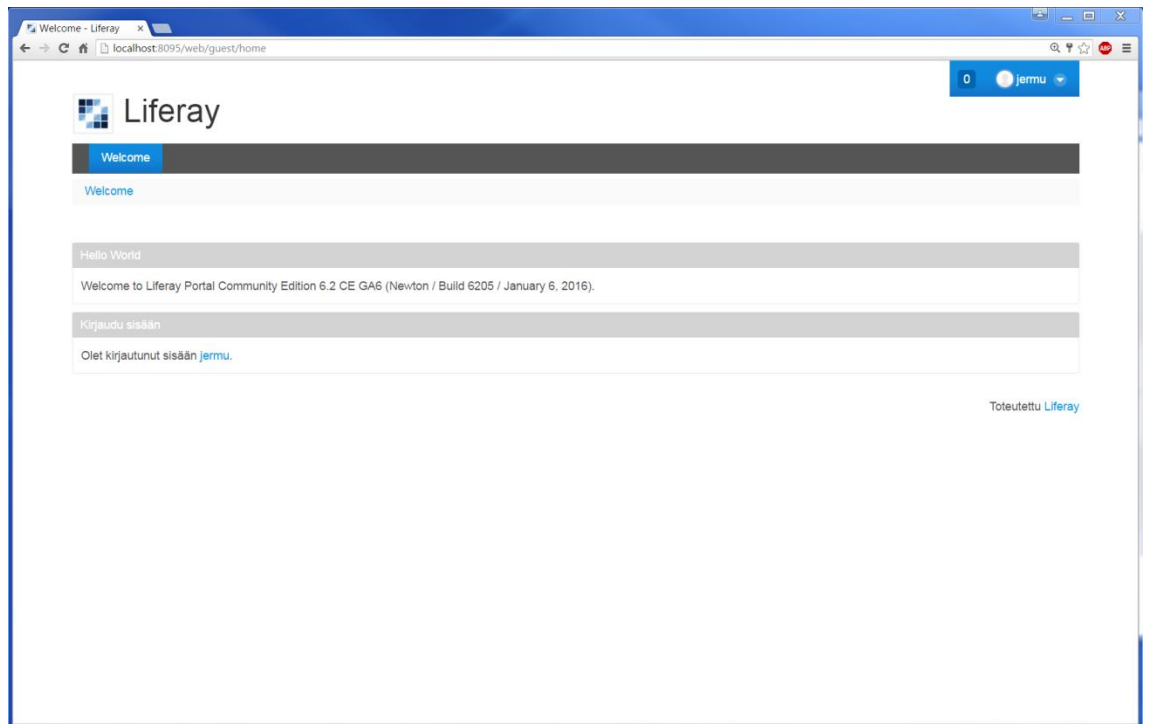 Welcome - Liferay
localhost:8095/web/guest/home
ABP
0 jermu
Liferay
Welcome
Welcome
Hello World
Welcome to Liferay Portal Community Edition 6.2 CE GA6 (Newton / Build 6205 / January 6, 2016).
Kirjaudu sisään
Olet kirjautunut sisään jermu.
Toteutettu Liferay